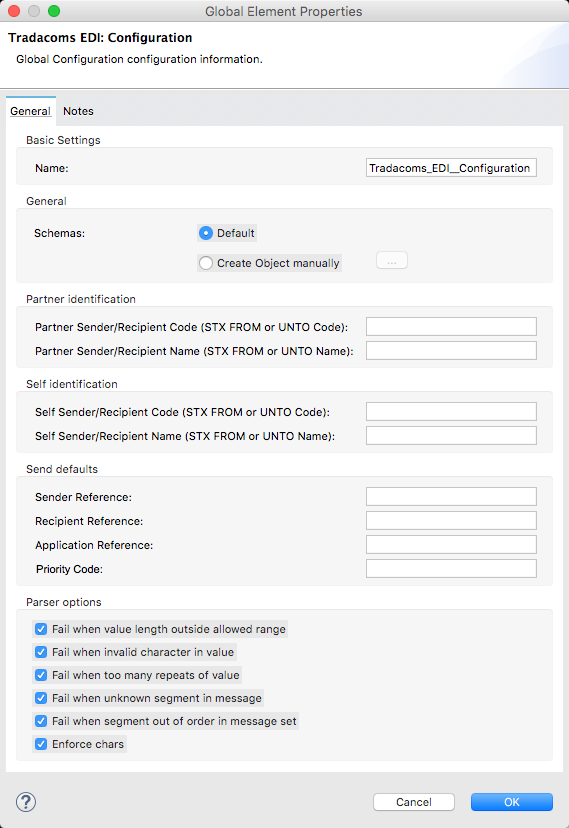 Global Element Properties
Tradacoms EDI: Configuration
Global Configuration configuration information.
General Notes
Basic Settings
Name: Tradacoms_EDI__Configuration
General
Schemas: Default
Create Object manually ...
Partner identification
Partner Sender/Recipient Code (STX FROM or UNTO Code):
Partner Sender/Recipient Name (STX FROM or UNTO Name):
Self identification
Self Sender/Recipient Code (STX FROM or UNTO Code):
Self Sender/Recipient Name (STX FROM or UNTO Name):
Send defaults
Sender Reference:
Recipient Reference:
Application Reference:
Priority Code:
Parser options
Fail when value length outside allowed range
Fail when invalid character in value
Fail when too many repeats of value
Fail when unknown segment in message
Fail when segment out of order in message set
Enforce chars
? Cancel OK